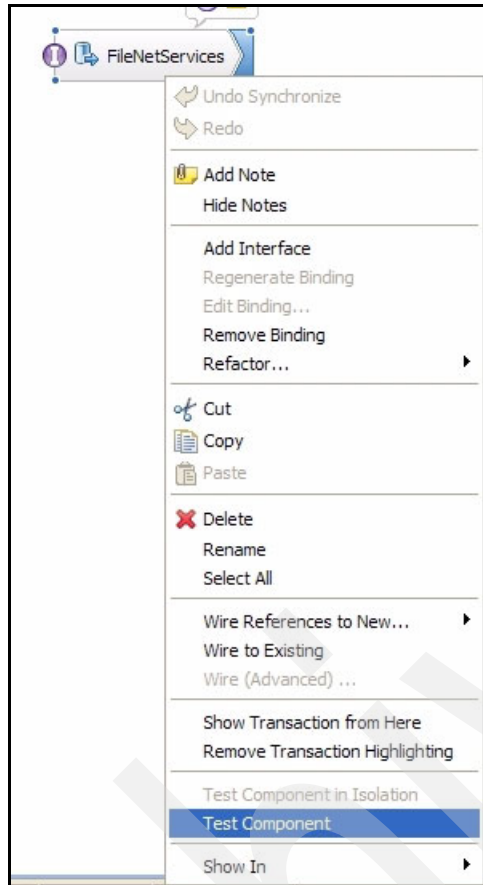 FileNetServices
Undo Synchronize
Redo
Add Note
Hide Notes
Add Interface
Regenerate Binding
Edit Binding...
Remove Binding
Refactor...
Cut
Copy
Paste
Delete
Rename
Select All
Wire References to New...
Wire to Existing
Wire (Advanced) ...
Show Transaction from Here
Remove Transaction Highlighting
Test Component in Isolation
Test Component
Show In